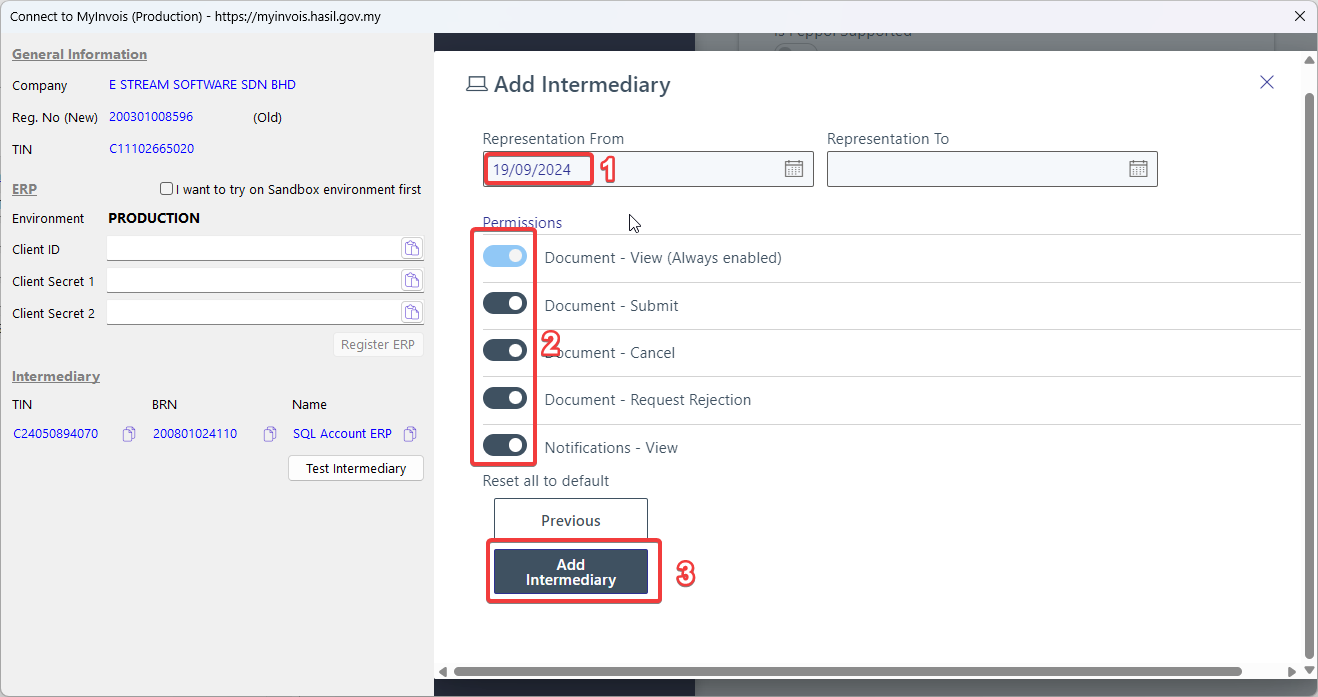 Connect to MyInvois (Production) - https://myinvois.hasil.gov.my
General Information
Company E STREAM SOFTWARE SDN BHD
Reg. No (New) 200301008596 (Old)
TIN C11102665020
ERP I want to try on Sandbox environment first
Environment PRODUCTION
Client ID
Client Secret 1
Client Secret 2
Register ERP
Intermediary
TIN BRN Name
C24050894070 200801024110 SQL Account ERP
Test Intermediary
Is Peppol Supported
Add Intermediary
Representation From Representation To
19/09/2024 1
Permissions
Document - View (Always enabled)
Document - Submit
2
Document - Cancel
Document - Request Rejection
Notifications - View
Reset all to default
Previous
Add
Intermediary
3